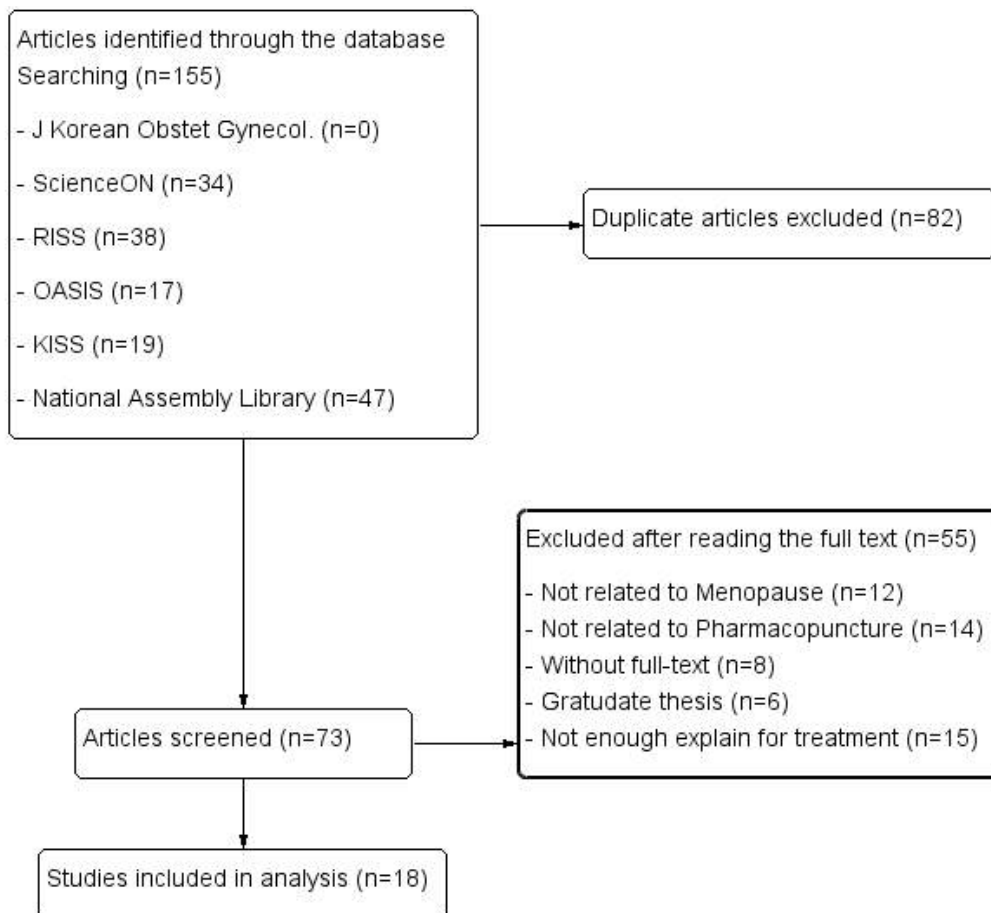 Articles identified through the database
Searching (n=155)
- J Korean Obstet Gynecol. (n=0)
- ScienceON (n=34)
- RISS (n=38)
- OASIS (n=17)
- KISS (n=19)
- National Assembly Library (n=47)
Duplicate articles excluded (n=82)
Excluded after reading the full text (n=55)
- Not related to Menopause (n=12)
- Not related to Pharmacopuncture (n=14)
- Without full-text (n=8)
- Gratudate thesis (n=6)
- Not enough explain for treatment (n=15)
Articles screened (n=73)
Studies included in analysis (n=18)